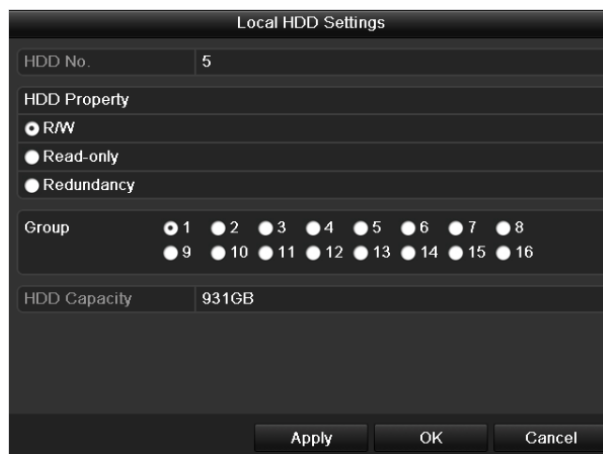 Local HDD Settings
HDD No. 5
HDD Property
R/W
Read-only
Redundancy
Group 1 2 3 4 5 6 7 8
9 10 11 12 13 14 15 16
HDD Capacity 931GB
Apply OK Cancel